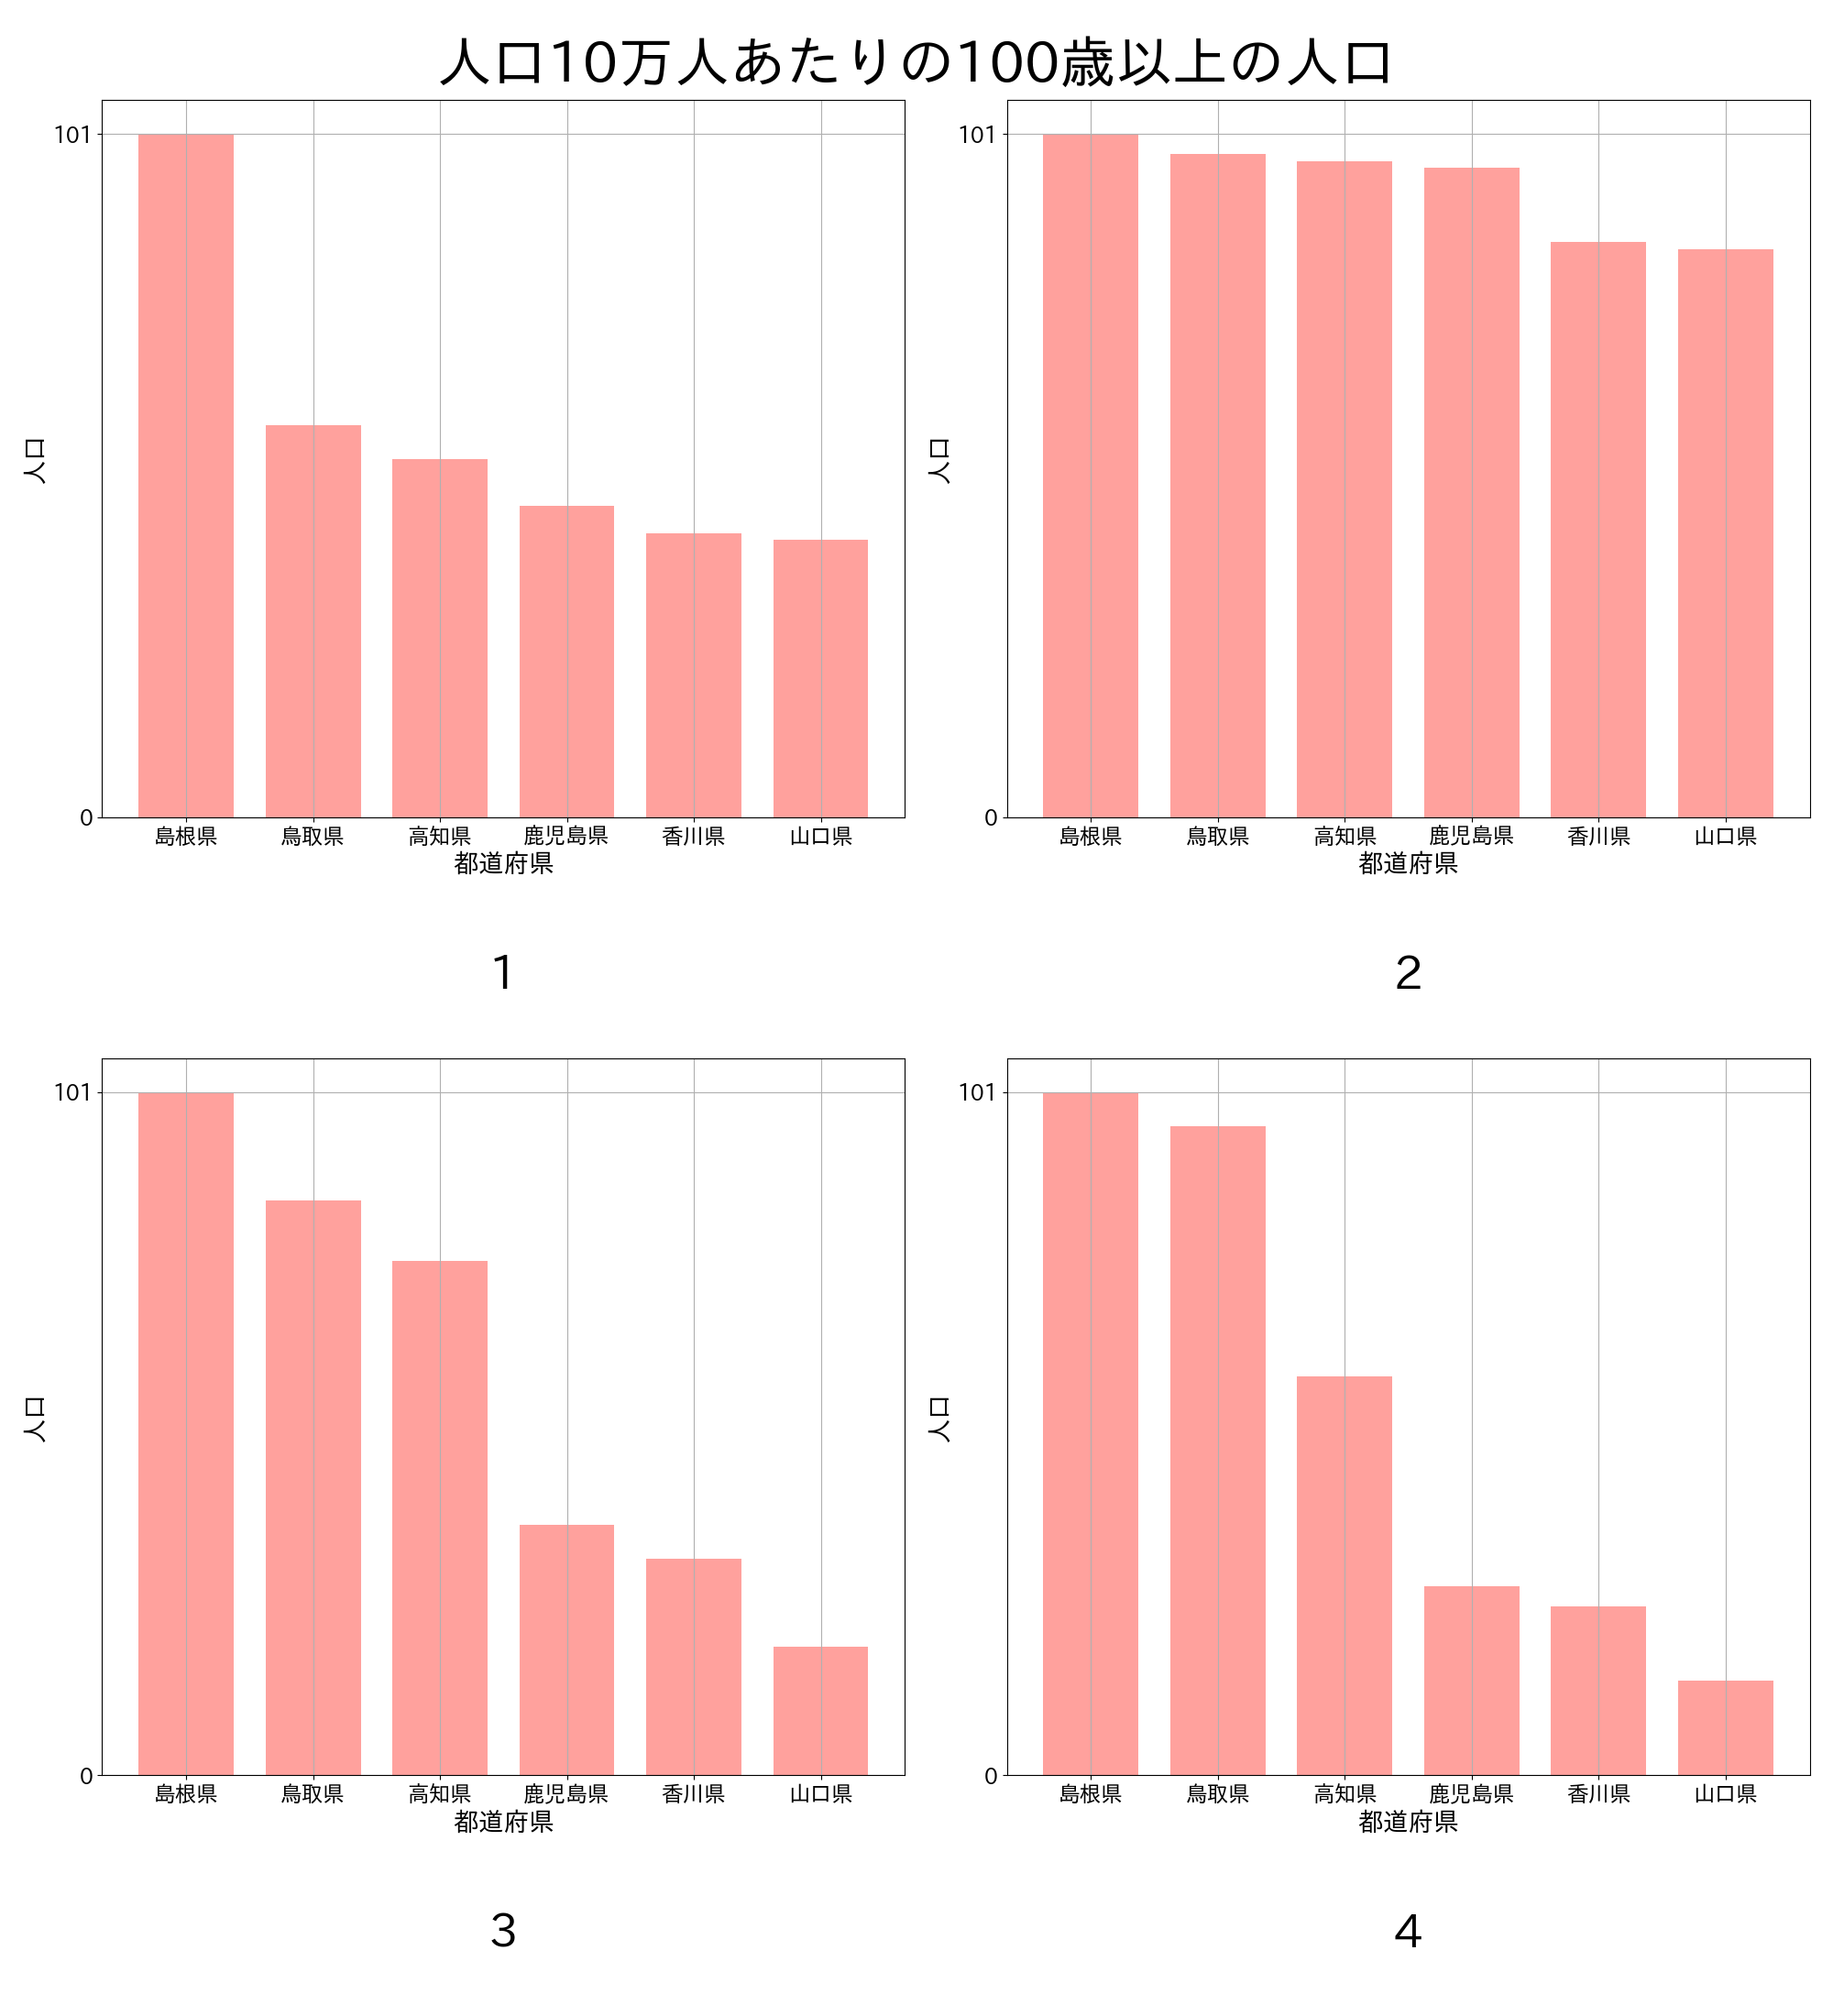 人口10万人あたりの100歳以上の人口
101
人口
0
島根県 鳥取県 高知県 鹿児島県 香川県 山口県
都道府県
1
101
人口
0
島根県 鳥取県 高知県 鹿児島県 香川県 山口県
都道府県
2
101
人口
0
島根県 鳥取県 高知県 鹿児島県 香川県 山口県
都道府県
3
101
人口
0
島根県 鳥取県 高知県 鹿児島県 香川県 山口県
都道府県
4